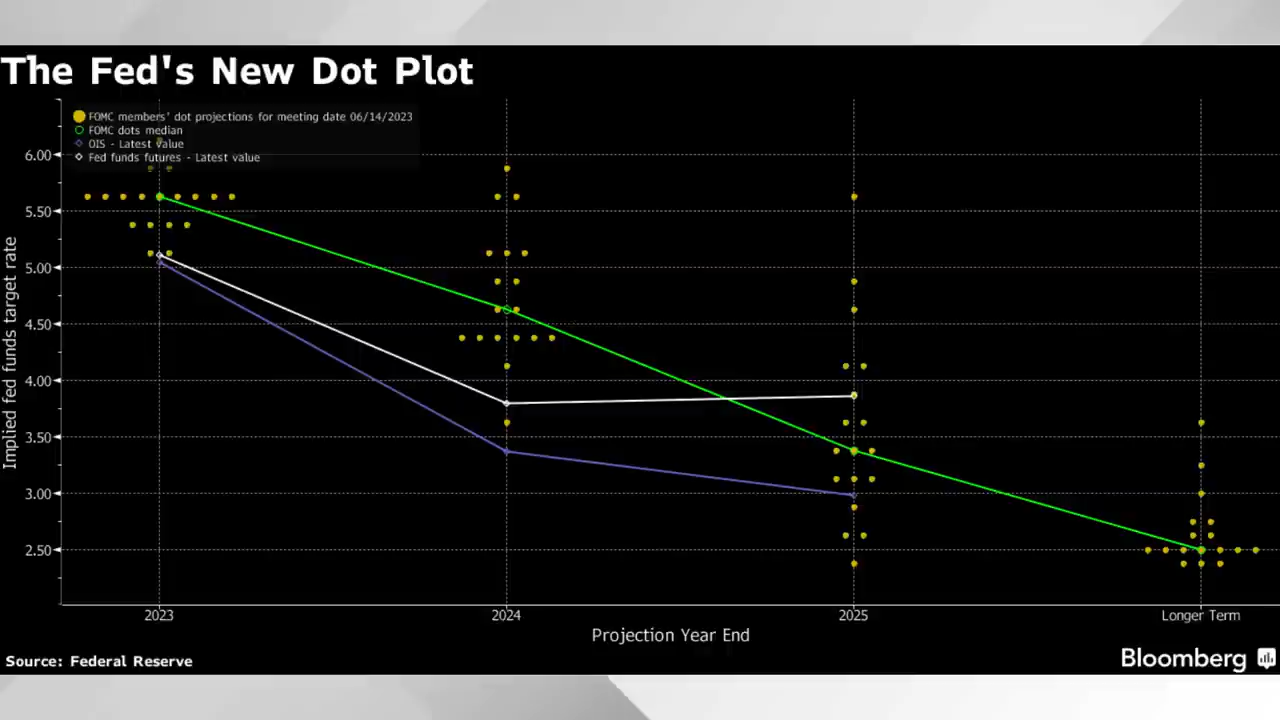 The Fed's New Dot Plot
FOMC members' dot projections for meeting date 06/14/2023
FOMC dots median
OIS - Latest value
Fed funds futures - Latest value
Implied fed funds target rate
6.00
5.50
5.00
4.50
4.00
3.50
3.00
2.50
2023 2024 2025 Longer Term
Projection Year End
Source: Federal Reserve
Bloomberg